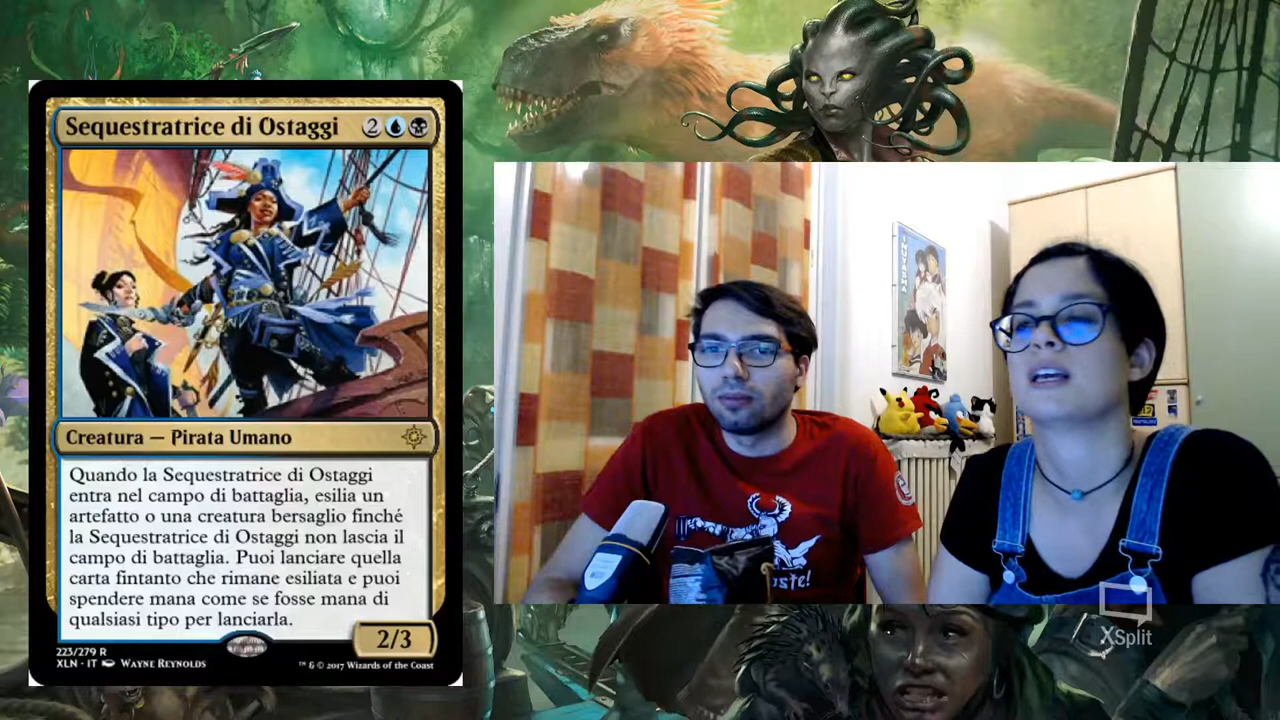 Sequestratrice di Ostaggi 2
Creatura — Pirata Umano
Quando la Sequestratrice di Ostaggi
entra nel campo di battaglia, esilia un
artefatto o una creatura bersaglio finché
la Sequestratrice di Ostaggi non lascia il
campo di battaglia. Puoi lanciare quella
carta fintanto che rimane esiliata e puoi
spendere mana come se fosse mana di
qualsiasi tipo per lanciarla.
2/3
223/279 R
XLN • IT WAYNE REYNOLDS
™ & © 2017 Wizards of the Coast
INUYASHA
XSplit